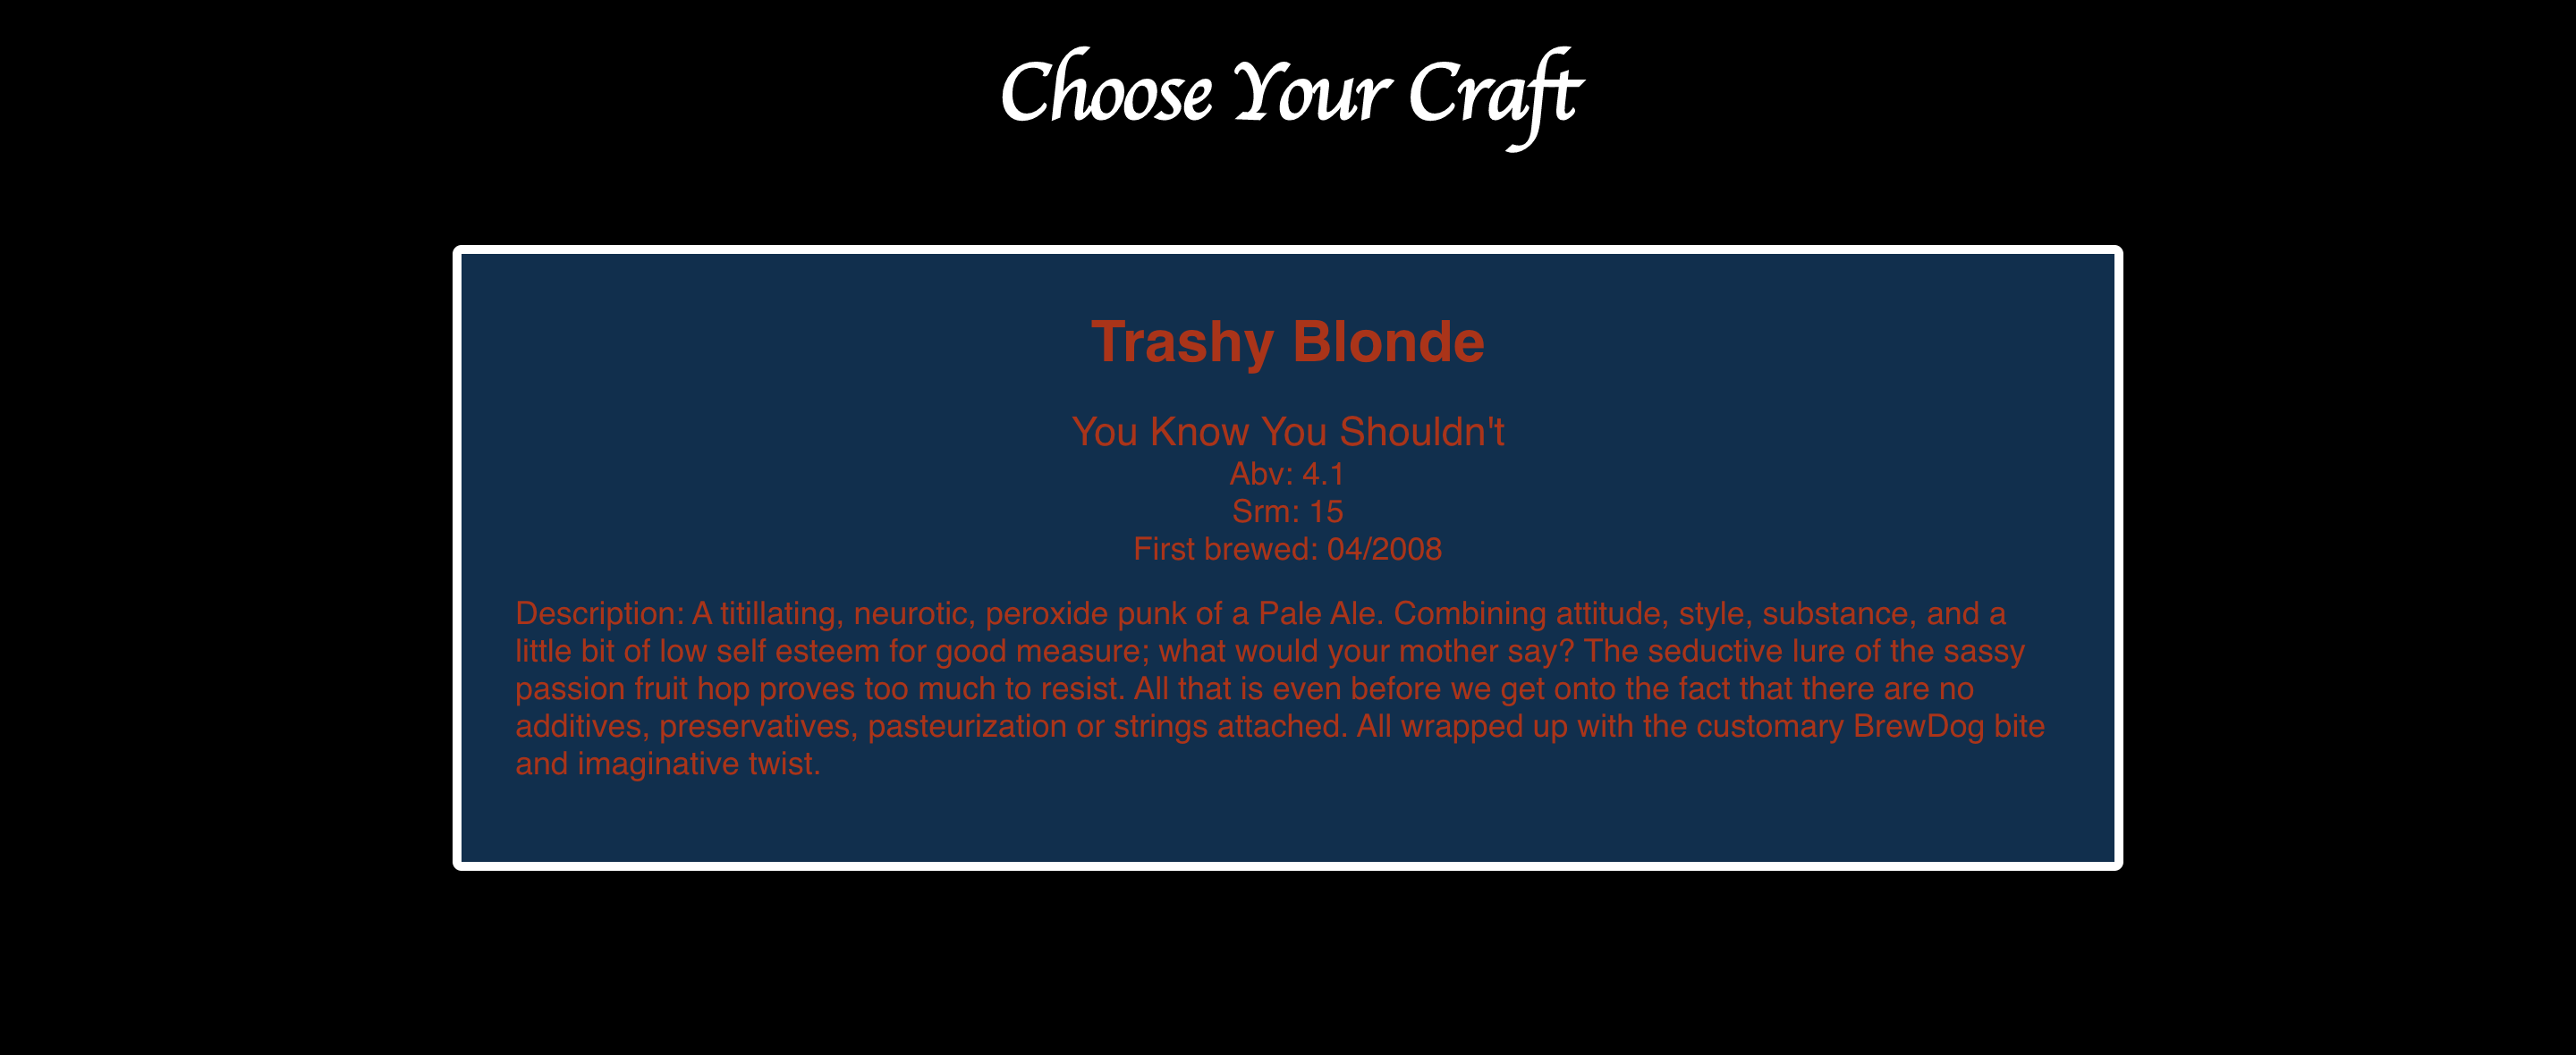 Choose Your Craft
Trashy Blonde
You Know You Shouldn't
Abv: 4.1
Srm: 15
First brewed: 04/2008
Description: A titillating, neurotic, peroxide punk of a Pale Ale. Combining attitude, style, substance, and a
little bit of low self esteem for good measure; what would your mother say? The seductive lure of the sassy
passion fruit hop proves too much to resist. All that is even before we get onto the fact that there are no
additives, preservatives, pasteurization or strings attached. All wrapped up with the customary BrewDog bite
and imaginative twist.